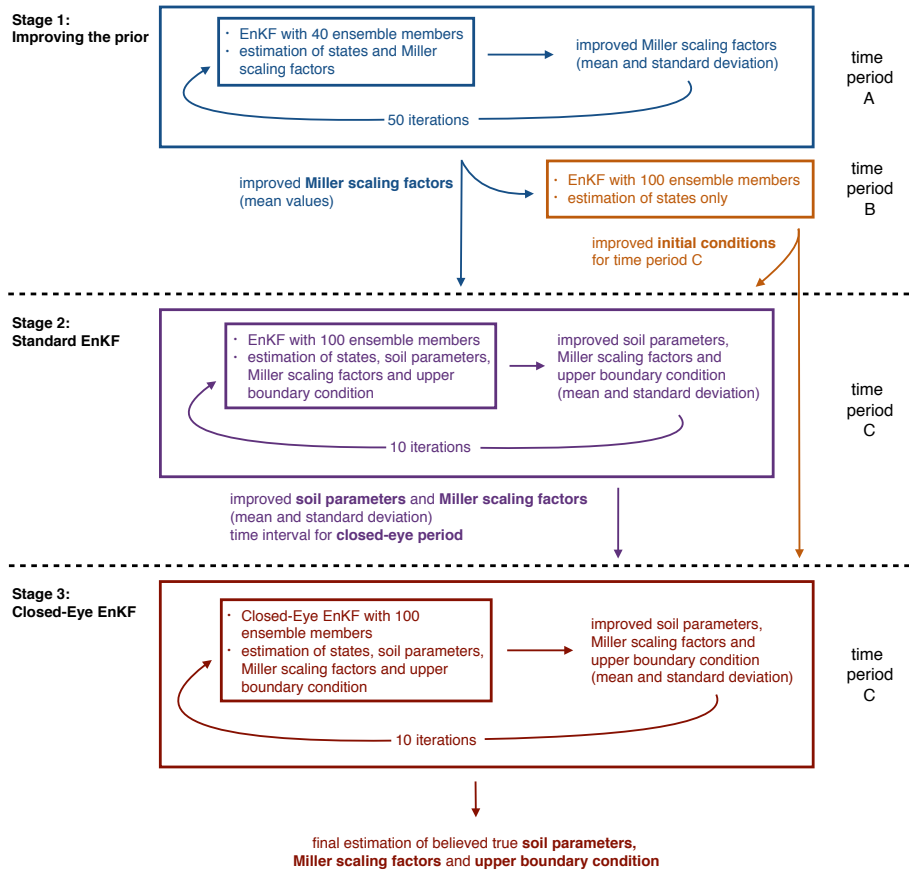 Stage 1:
Improving the prior
· EnKF with 40 ensemble members
· estimation of states and Miller
scaling factors
improved Miller scaling factors
(mean and standard deviation)
50 iterations
time
period
A
improved Miller scaling factors
(mean values)
· EnKF with 100 ensemble members
· estimation of states only
time
period
B
improved initial conditions
for time period C
Stage 2:
Standard EnKF
· EnKF with 100 ensemble members
· estimation of states, soil parameters,
Miller scaling factors and upper
boundary condition
improved soil parameters,
Miller scaling factors and
upper boundary condition
(mean and standard deviation)
10 iterations
time
period
C
improved soil parameters and Miller scaling factors
(mean and standard deviation)
time interval for closed-eye period
Stage 3:
Closed-Eye EnKF
· Closed-Eye EnKF with 100
ensemble members
· estimation of states, soil parameters,
Miller scaling factors and upper
boundary condition
improved soil parameters,
Miller scaling factors and
upper boundary condition
(mean and standard deviation)
10 iterations
time
period
C
final estimation of believed true soil parameters,
Miller scaling factors and upper boundary condition